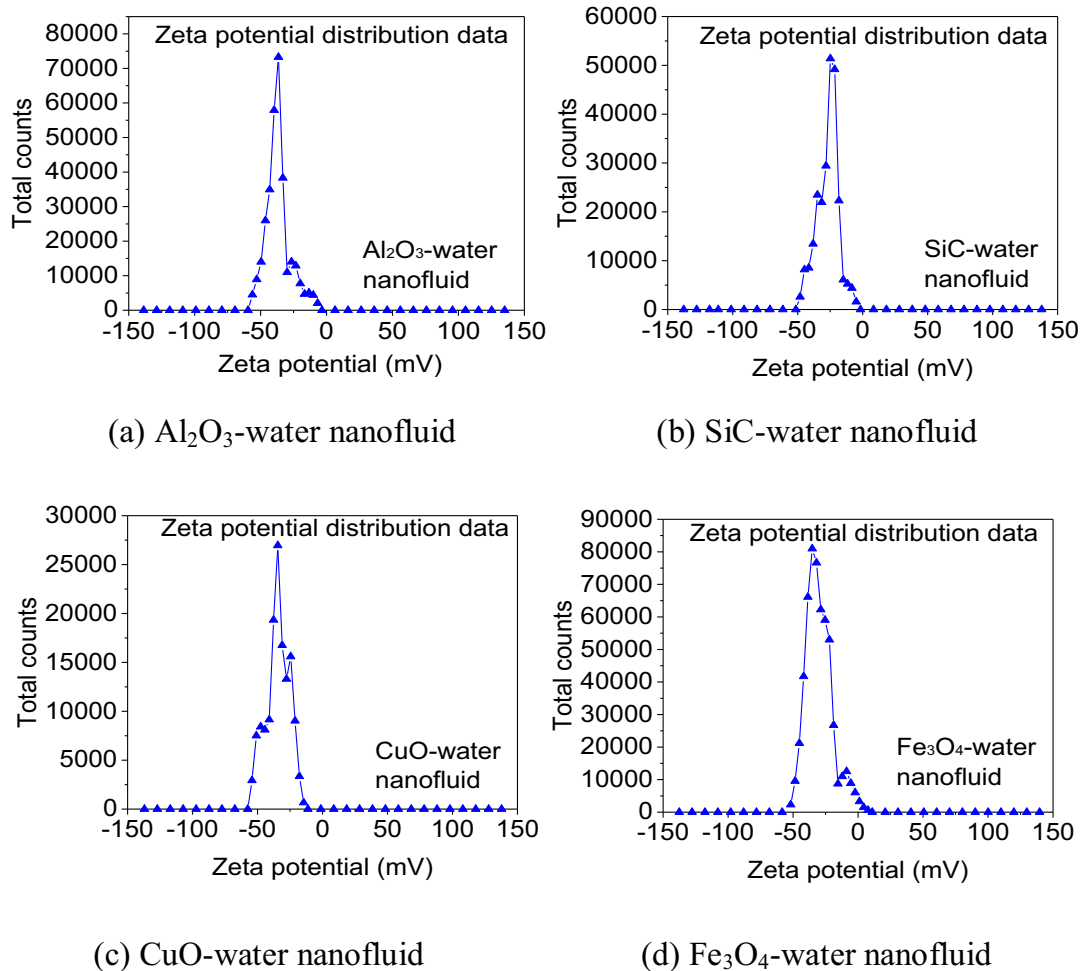 Zeta potential distribution data
80000
70000
60000
50000
40000
30000
20000
10000
0
Total counts
Al₂O₃-water
nanofluid
-150 -100 -50 0 50 100 150
Zeta potential (mV)
(a) Al₂O₃-water nanofluid
Zeta potential distribution data
60000
50000
40000
30000
20000
10000
0
Total counts
SiC-water
nanofluid
-150 -100 -50 0 50 100 150
Zeta potential (mV)
(b) SiC-water nanofluid
Zeta potential distribution data
30000
25000
20000
15000
10000
5000
0
Total counts
CuO-water
nanofluid
-150 -100 -50 0 50 100 150
Zeta potential (mV)
(c) CuO-water nanofluid
Zeta potential distribution data
90000
80000
70000
60000
50000
40000
30000
20000
10000
0
Total counts
Fe₃O₄-water
nanofluid
-150 -100 -50 0 50 100 150
Zeta potential (mV)
(d) Fe₃O₄-water nanofluid